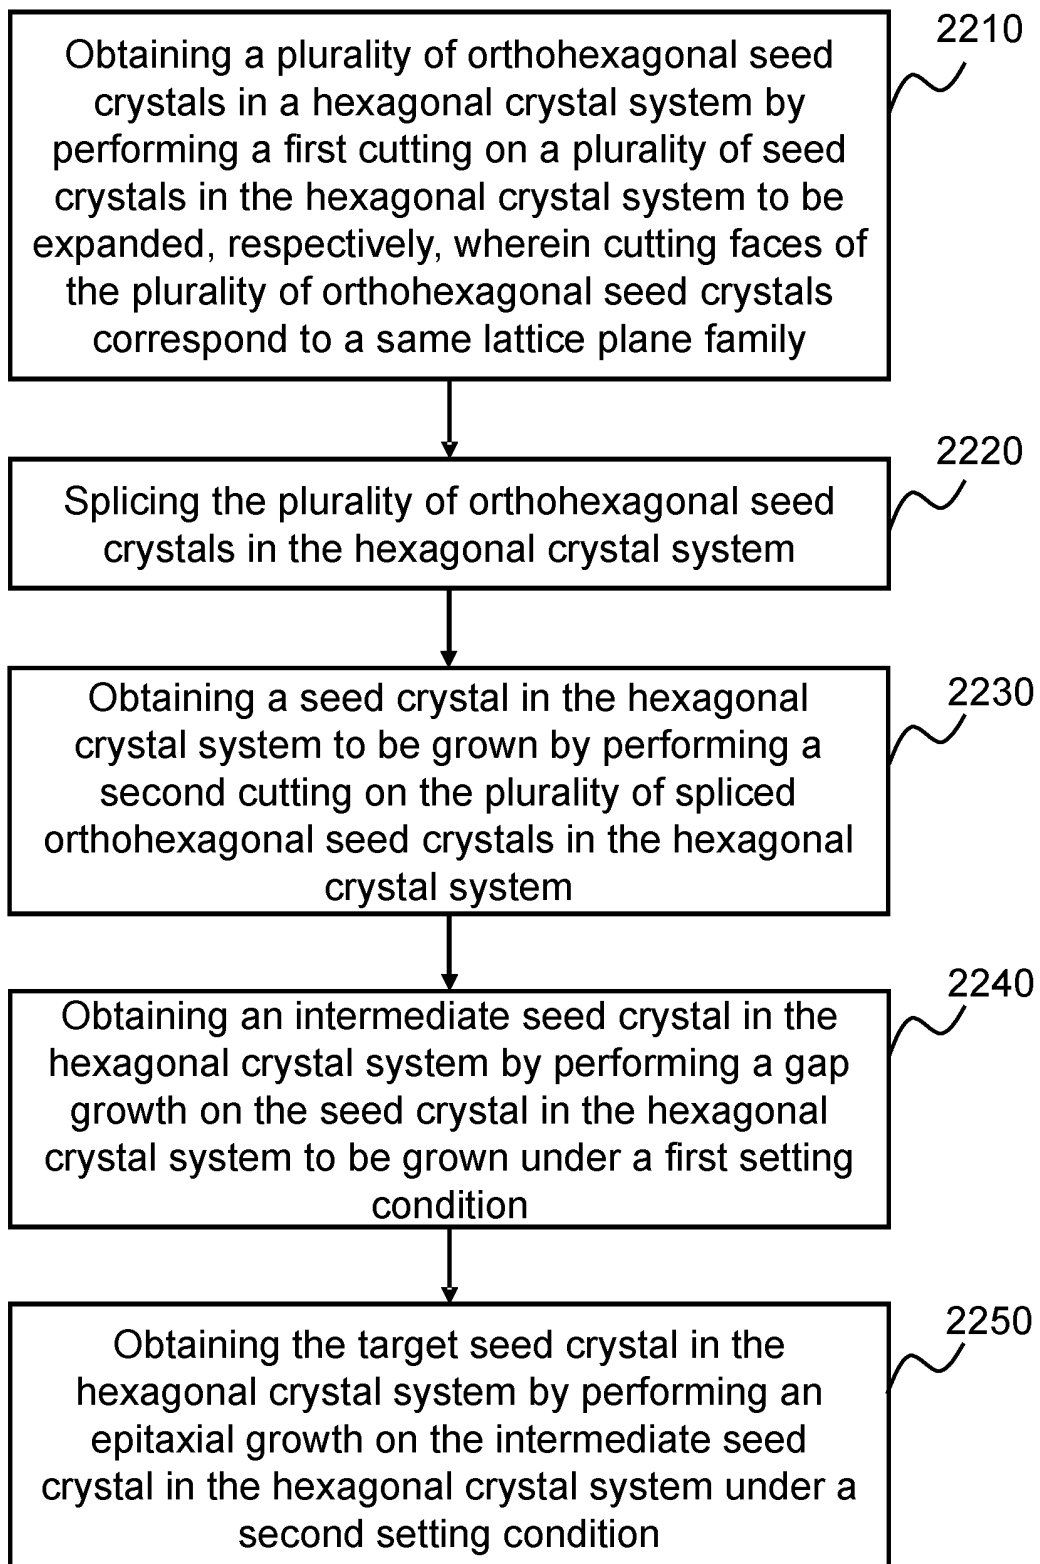 2210
Obtaining a plurality of orthohexagonal seed
crystals in a hexagonal crystal system by
performing a first cutting on a plurality of seed
crystals in the hexagonal crystal system to be
expanded, respectively, wherein cutting faces of
the plurality of orthohexagonal seed crystals
correspond to a same lattice plane family
2220
Splicing the plurality of orthohexagonal seed
crystals in the hexagonal crystal system
2230
Obtaining a seed crystal in the hexagonal
crystal system to be grown by performing a
second cutting on the plurality of spliced
orthohexagonal seed crystals in the hexagonal
crystal system
2240
Obtaining an intermediate seed crystal in the
hexagonal crystal system by performing a gap
growth on the seed crystal in the hexagonal
crystal system to be grown under a first setting
condition
2250
Obtaining the target seed crystal in the
hexagonal crystal system by performing an
epitaxial growth on the intermediate seed
crystal in the hexagonal crystal system under a
second setting condition